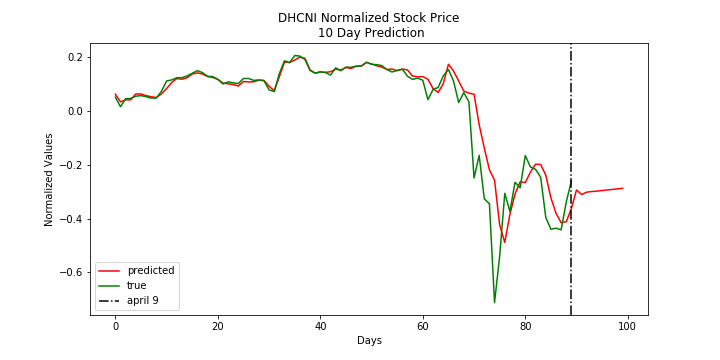 DHCNI Normalized Stock Price
10 Day Prediction
Normalized Values
0.2
0.0
−0.2
−0.4
−0.6
0
20
40
60
80
100
Days
predicted
true
april 9